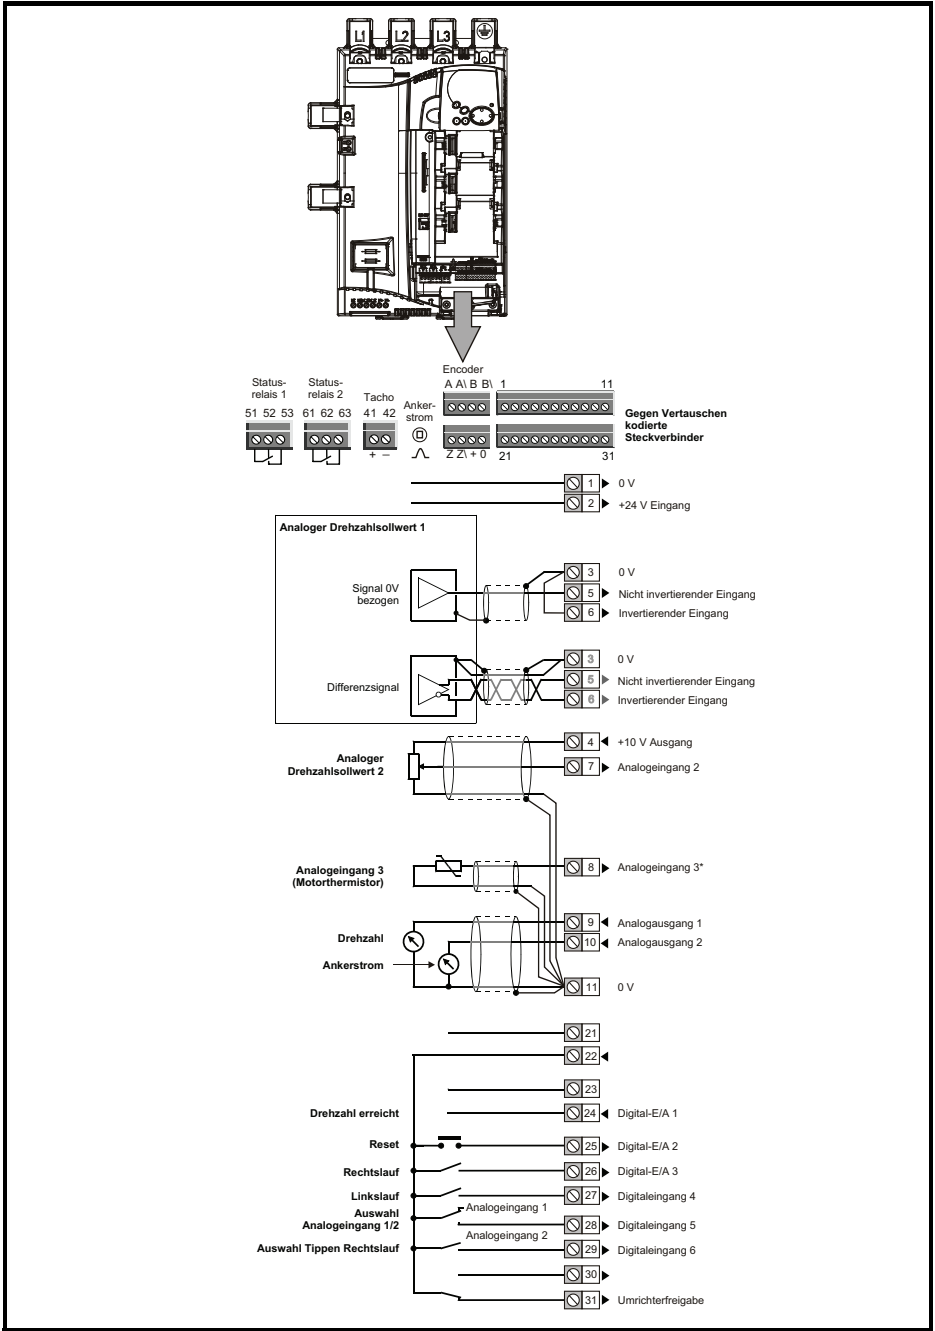 L1 L2 L3
Encoder
A A\ B B\ 1 11
Status-
relais 1
Status-
relais 2
Tacho
Anker-
strom
51 52 53 61 62 63 41 42
Gegen Vertauschen
kodierte
Steckverbinder
+ – Z Z\ + 0 21 31
1 0 V
2 +24 V Eingang
Analoger Drehzahlsollwert 1
Signal 0V
bezogen
3 0 V
5 Nicht invertierender Eingang
6 Invertierender Eingang
Differenzsignal
3 0 V
5 Nicht invertierender Eingang
6 Invertierender Eingang
Analoger
Drehzahlsollwert 2
4 +10 V Ausgang
7 Analogeingang 2
Analogeingang 3
(Motorthermistor)
8 Analogeingang 3*
Drehzahl
9 Analogausgang 1
10 Analogausgang 2
Ankerstrom
11 0 V
21
22
23
Drehzahl erreicht 24 Digital-E/A 1
Reset 25 Digital-E/A 2
Rechtslauf 26 Digital-E/A 3
Linkslauf 27 Digitaleingang 4
Auswahl
Analogeingang 1/2
Analogeingang 1
28 Digitaleingang 5
Analogeingang 2
Auswahl Tippen Rechtslauf 29 Digitaleingang 6
30
31 Umrichterfreigabe